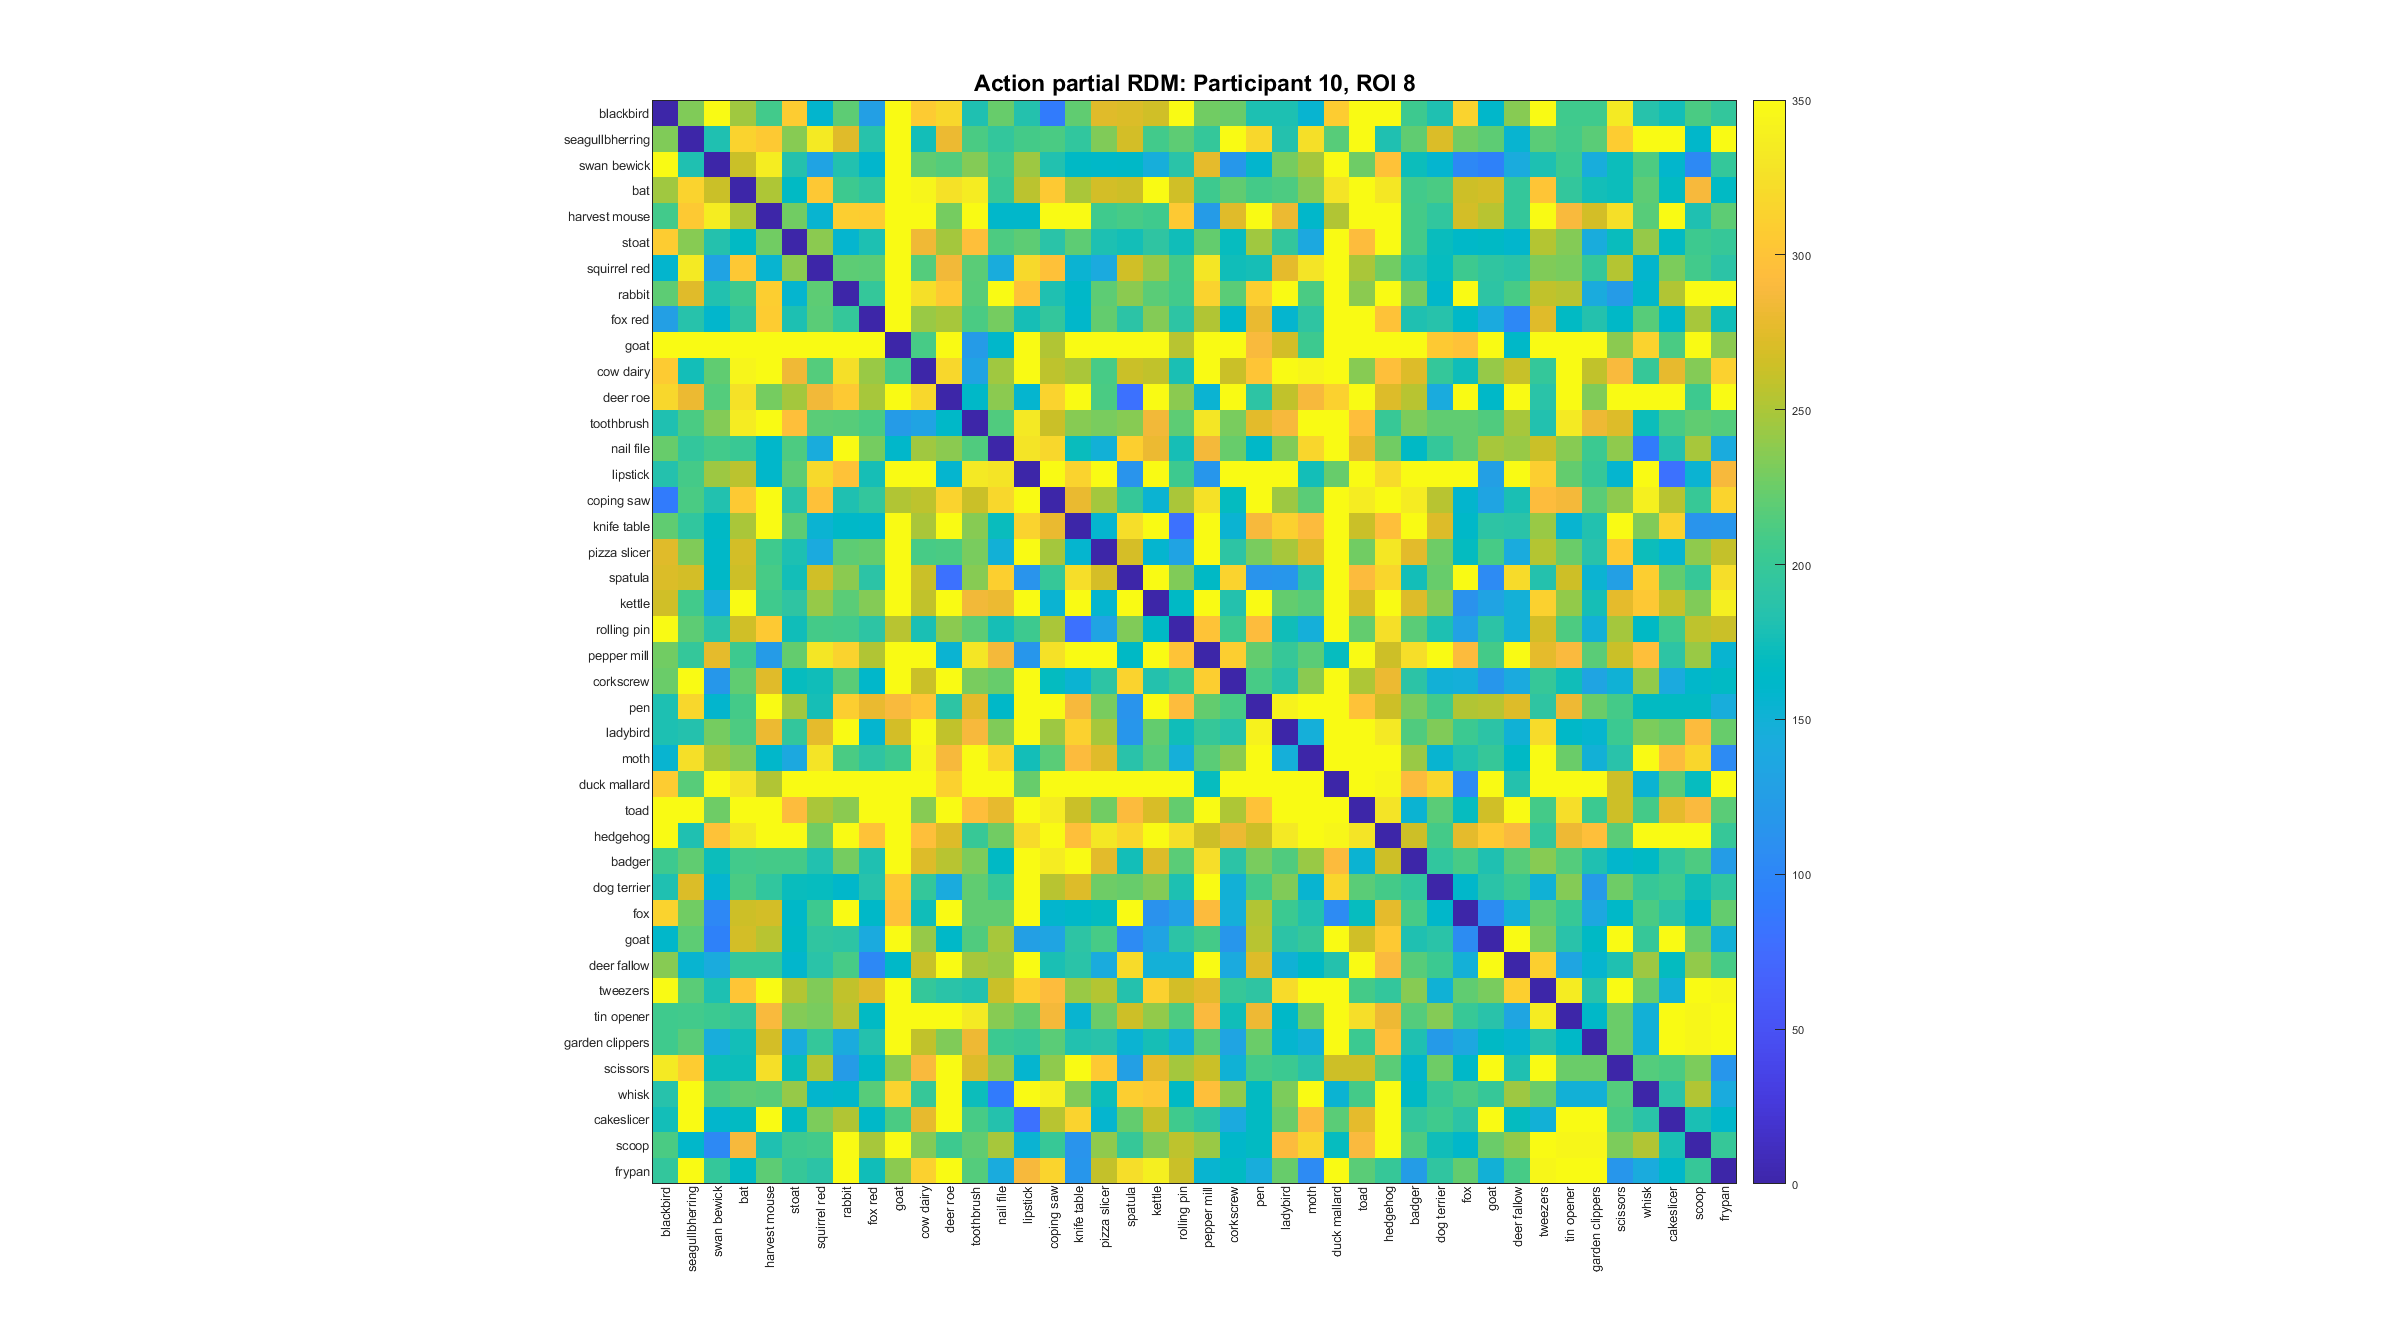 Action partial RDM: Participant 10, ROI 8
blackbird
seagullbherring
swan bewick
bat
harvest mouse
stoat
squirrel red
rabbit
fox red
goat
cow dairy
deer roe
toothbrush
nail file
lipstick
coping saw
knife table
pizza slicer
spatula
kettle
rolling pin
pepper mill
corkscrew
pen
ladybird
moth
duck mallard
toad
hedgehog
badger
dog terrier
fox
goat
deer fallow
tweezers
tin opener
garden clippers
scissors
whisk
cakeslicer
scoop
frypan
blackbird
seagullbherring
swan bewick
bat
harvest mouse
stoat
squirrel red
rabbit
fox red
goat
cow dairy
deer roe
toothbrush
nail file
lipstick
coping saw
knife table
pizza slicer
spatula
kettle
rolling pin
pepper mill
corkscrew
pen
ladybird
moth
duck mallard
toad
hedgehog
badger
dog terrier
fox
goat
deer fallow
tweezers
tin opener
garden clippers
scissors
whisk
cakeslicer
scoop
frypan
350
300
250
200
150
100
50
0